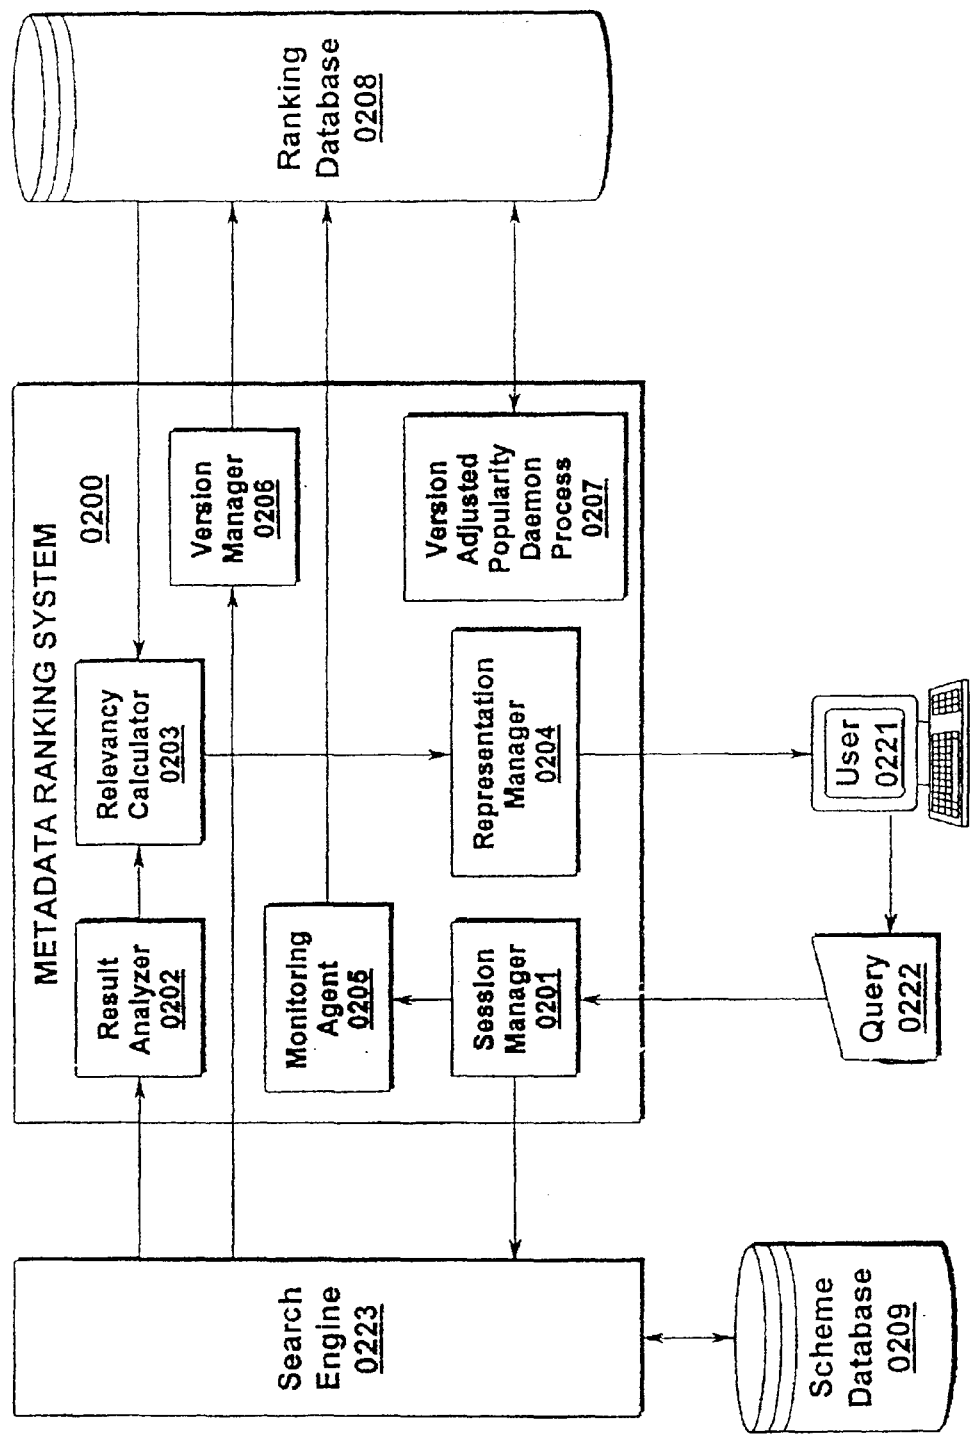 METADATA RANKING SYSTEM
0200
Search
Engine
0223
Result
Analyzer
0202
Relevancy
Calculator
0203
Version
Manager
0206
Ranking
Database
0208
Monitoring
Agent
0205
Session
Manager
0201
Representation
Manager
0204
Version
Adjusted
Popularity
Daemon
Process
0207
Scheme
Database
0209
Query
0222
User
0221